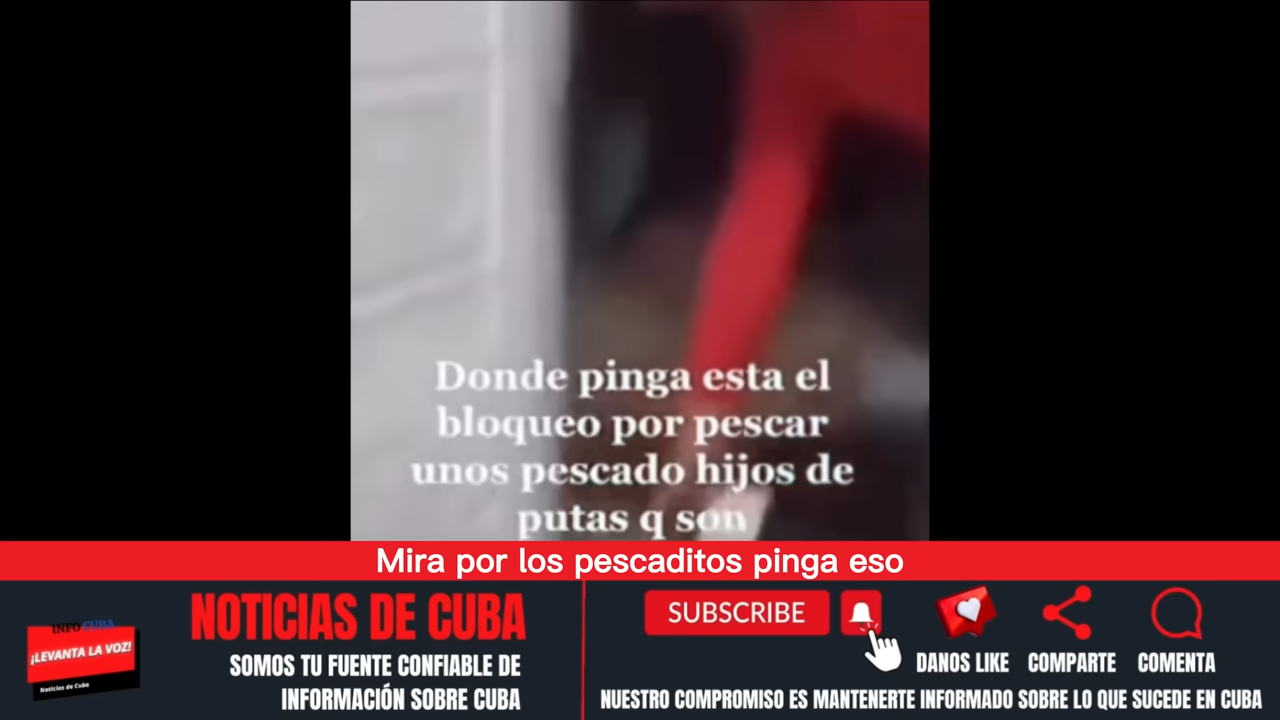 Donde pinga esta el
bloqueo por pescar
unos pescado hijos de
putas q son
Mira por los pescaditos pinga eso
INFO CUBA
¡LEVANTA LA VOZ!
Noticias de Cuba
NOTICIAS DE CUBA
SOMOS TU FUENTE CONFIABLE DE
INFORMACIÓN SOBRE CUBA
SUBSCRIBE
DANOS LIKE
COMPARTE
COMENTA
NUESTRO COMPROMISO ES MANTENERTE INFORMADO SOBRE LO QUE SUCEDE EN CUBA